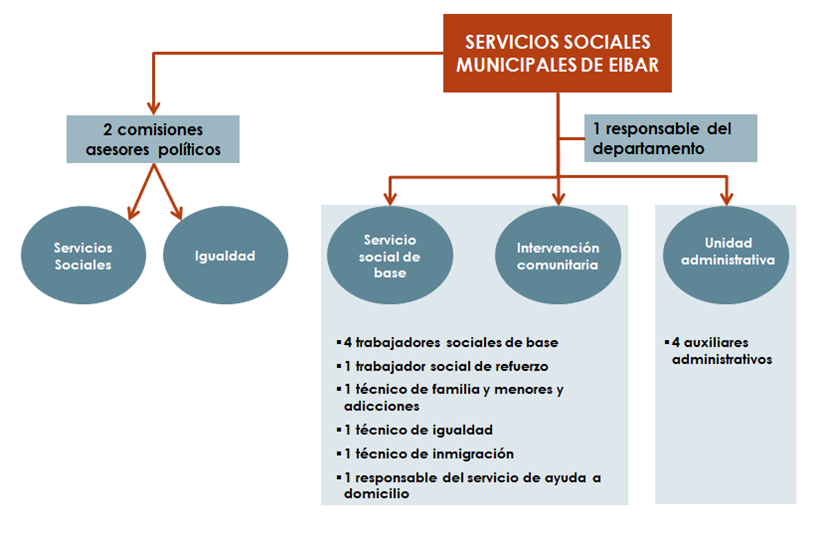 SERVICIOS SOCIALES
MUNICIPALES DE EIBAR
2 comisiones
asesores políticos
1 responsable del
departamento
Servicios
Sociales
Igualdad
Servicio
social de
base
Intervención
comunitaria
Unidad
administrativa
▪ 4 trabajadores sociales de base
▪ 1 trabajador social de refuerzo
▪ 1 técnico de familia y menores y
adicciones
▪ 1 técnico de igualdad
▪ 1 técnico de inmigración
▪ 1 responsable del servicio de ayuda a
domicilio
▪ 4 auxiliares
administrativos